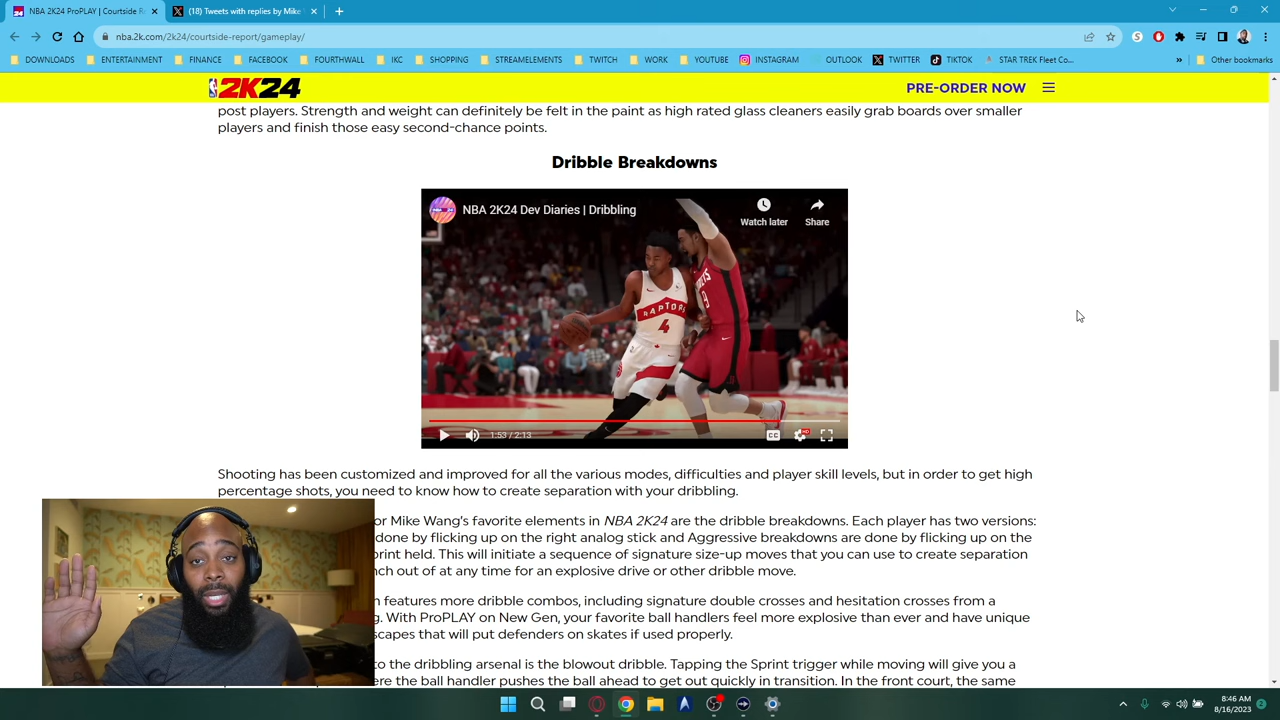 NBA 2K24 ProPLAY | Courtside Re
(18) Tweets with replies by Mike
nba.2k.com/2k24/courtside-report/gameplay/
DOWNLOADS ENTERTAINMENT FINANCE FACEBOOK FOURTHWALL IKC SHOPPING STREAMELEMENTS TWITCH WORK YOUTUBE INSTAGRAM OUTLOOK TWITTER TIKTOK STAR TREK Fleet Co... » Other bookmarks
NBA 2K24 PRE-ORDER NOW
post players. Strength and weight can definitely be felt in the paint as high rated glass cleaners easily grab boards over smaller
players and finish those easy second-chance points.
Dribble Breakdowns
NBA 2K24 Dev Diaries | Dribbling
Watch later Share
RAPTORS
4
1:53 / 2:13
CC HD
Shooting has been customized and improved for all the various modes, difficulties and player skill levels, but in order to get high
percentage shots, you need to know how to create separation with your dribbling.
or Mike Wang's favorite elements in NBA 2K24 are the dribble breakdowns. Each player has two versions:
done by flicking up on the right analog stick and Aggressive breakdowns are done by flicking up on the
print held. This will initiate a sequence of signature size-up moves that you can use to create separation
nch out of at any time for an explosive drive or other dribble move.
n features more dribble combos, including signature double crosses and hesitation crosses from a
g. With ProPLAY on New Gen, your favorite ball handlers feel more explosive than ever and have unique
scapes that will put defenders on skates if used properly.
to the dribbling arsenal is the blowout dribble. Tapping the Sprint trigger while moving will give you a
ere the ball handler pushes the ball ahead to get out quickly in transition. In the front court, the same
8:46 AM
8/16/2023